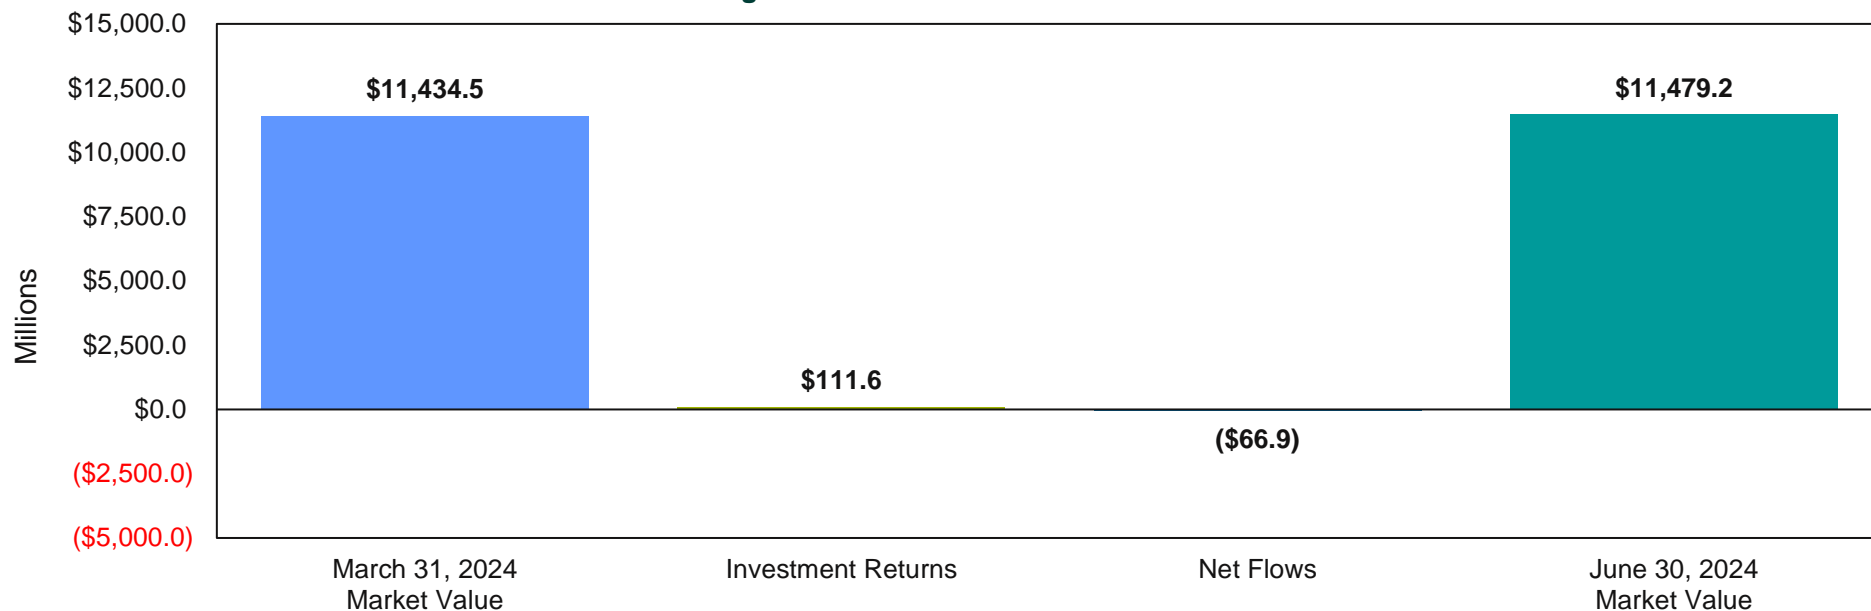 $15,000.0
$12,500.0
$10,000.0
$7,500.0
$5,000.0
$2,500.0
$0.0
($2,500.0)
($5,000.0)
Millions
$11,434.5
$111.6
($66.9)
$11,479.2
March 31, 2024
Market Value
Investment Returns
Net Flows
June 30, 2024
Market Value